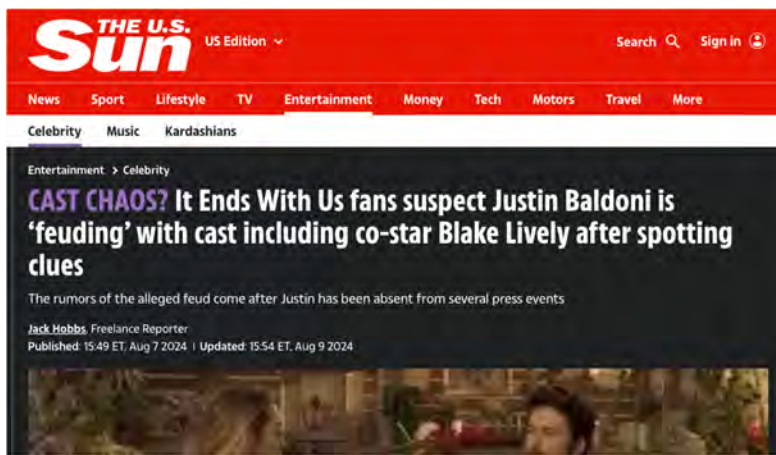 THE U.S.
Sun
US Edition
Search
Sign in
News Sport Lifestyle TV Entertainment Money Tech Motors Travel More
Celebrity Music Kardashians
Entertainment > Celebrity
CAST CHAOS? It Ends With Us fans suspect Justin Baldoni is
‘feuding’ with cast including co-star Blake Lively after spotting
clues
The rumors of the alleged feud come after Justin has been absent from several press events
Jack Hobbs, Freelance Reporter
Published: 15:49 ET, Aug 7 2024 | Updated: 15:54 ET, Aug 9 2024